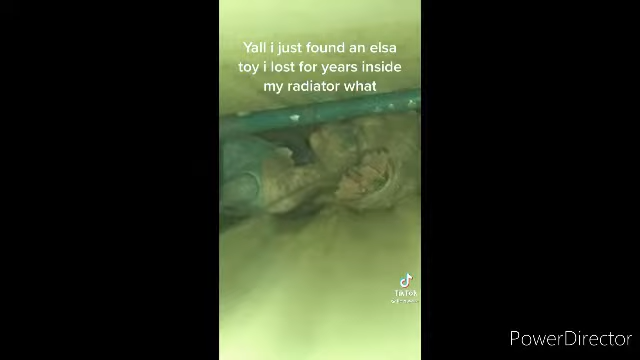 Yall i just found an elsa
toy i lost for years inside
my radiator what
TikTok
PowerDirector